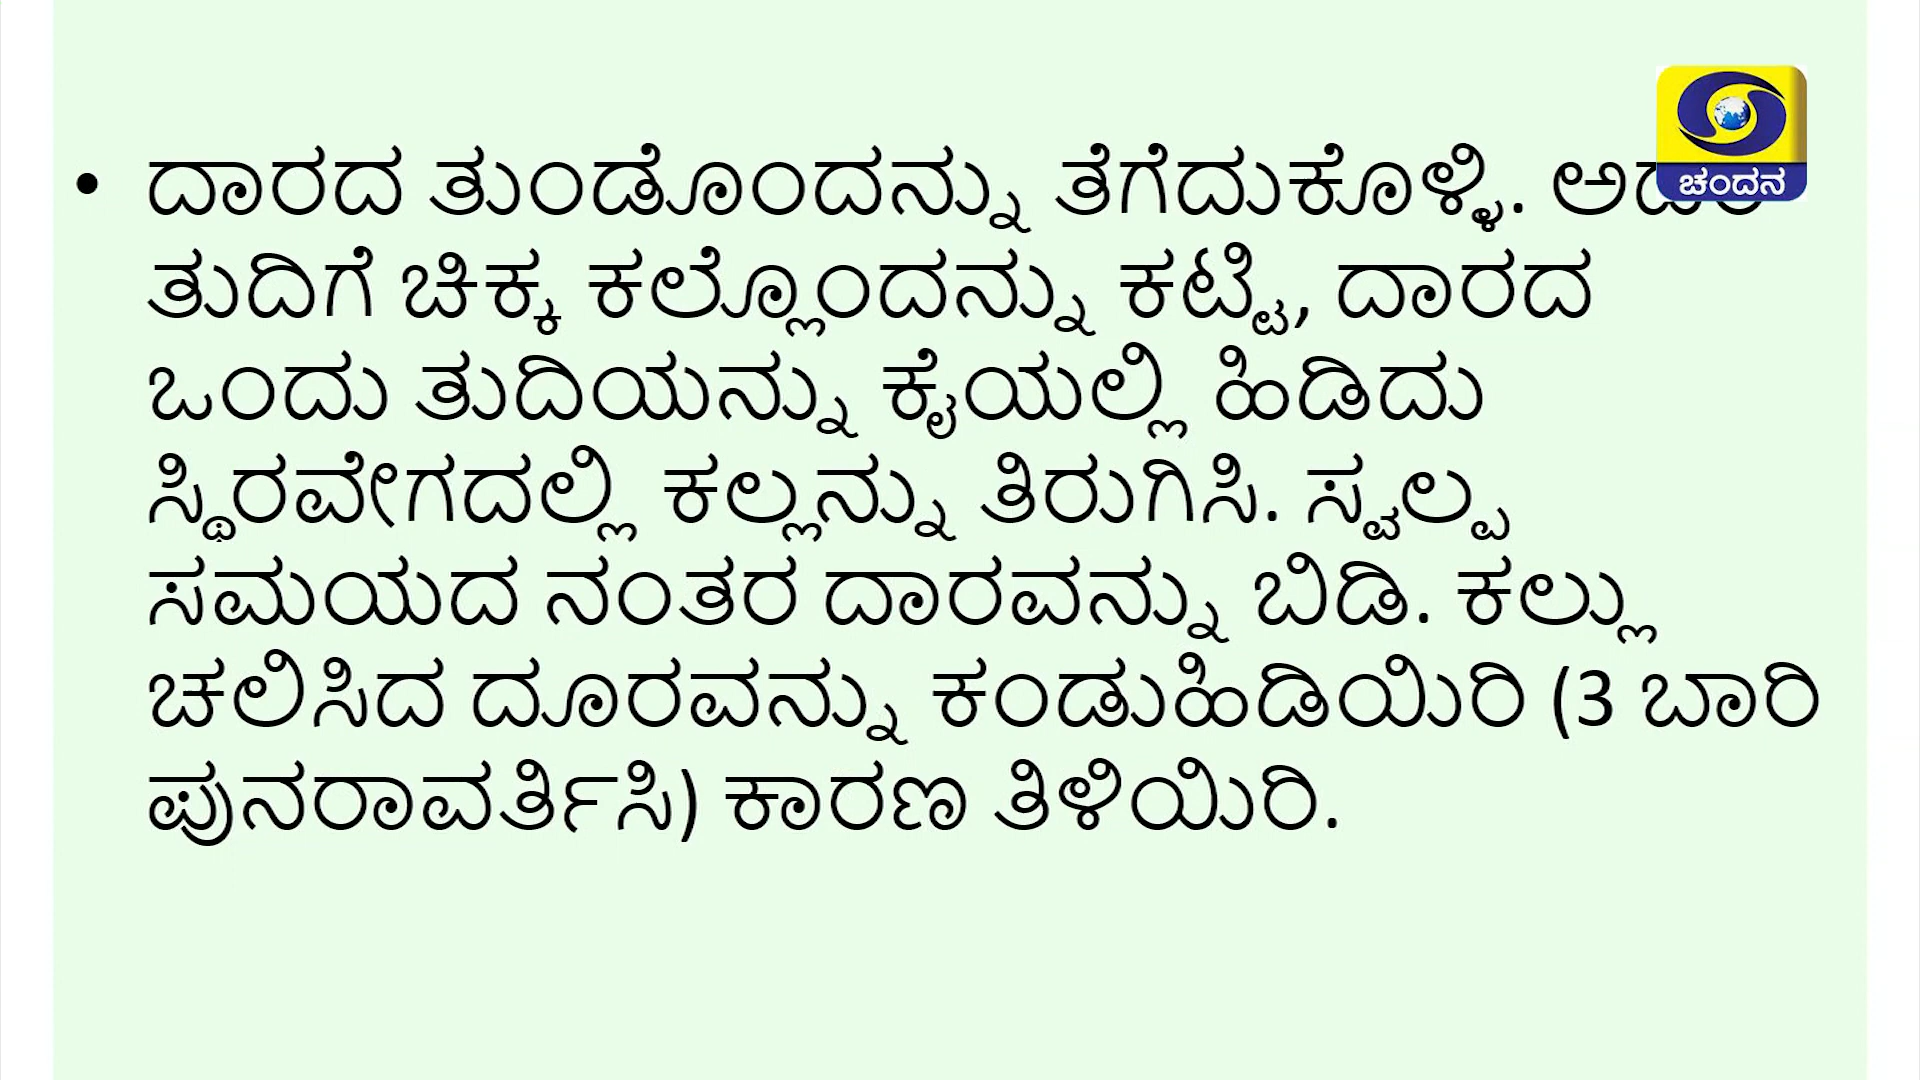 • ದಾರದ ತುಂಡೊಂದನ್ನು ತೆಗೆದುಕೊಳ್ಳಿ.
ಚಂದನ
ತುದಿಗೆ ಚಿಕ್ಕ ಕಲ್ಲೊಂದನ್ನು ಕಟ್ಟಿ, ದಾರದ
ಒಂದು ತುದಿಯನ್ನು ಕೈಯಲ್ಲಿ ಹಿಡಿದು
ಸ್ಥಿರವೇಗದಲ್ಲಿ ಕಲ್ಲನ್ನು ತಿರುಗಿಸಿ. ಸ್ವಲ್ಪ
ಸಮಯದ ನಂತರ ದಾರವನ್ನು ಬಿಡಿ. ಕಲ್ಲು
ಚಲಿಸಿದ ದೂರವನ್ನು ಕಂಡುಹಿಡಿಯಿರಿ (3 ಬಾರಿ
ಪುನರಾವರ್ತಿಸಿ) ಕಾರಣ ತಿಳಿಯಿರಿ.